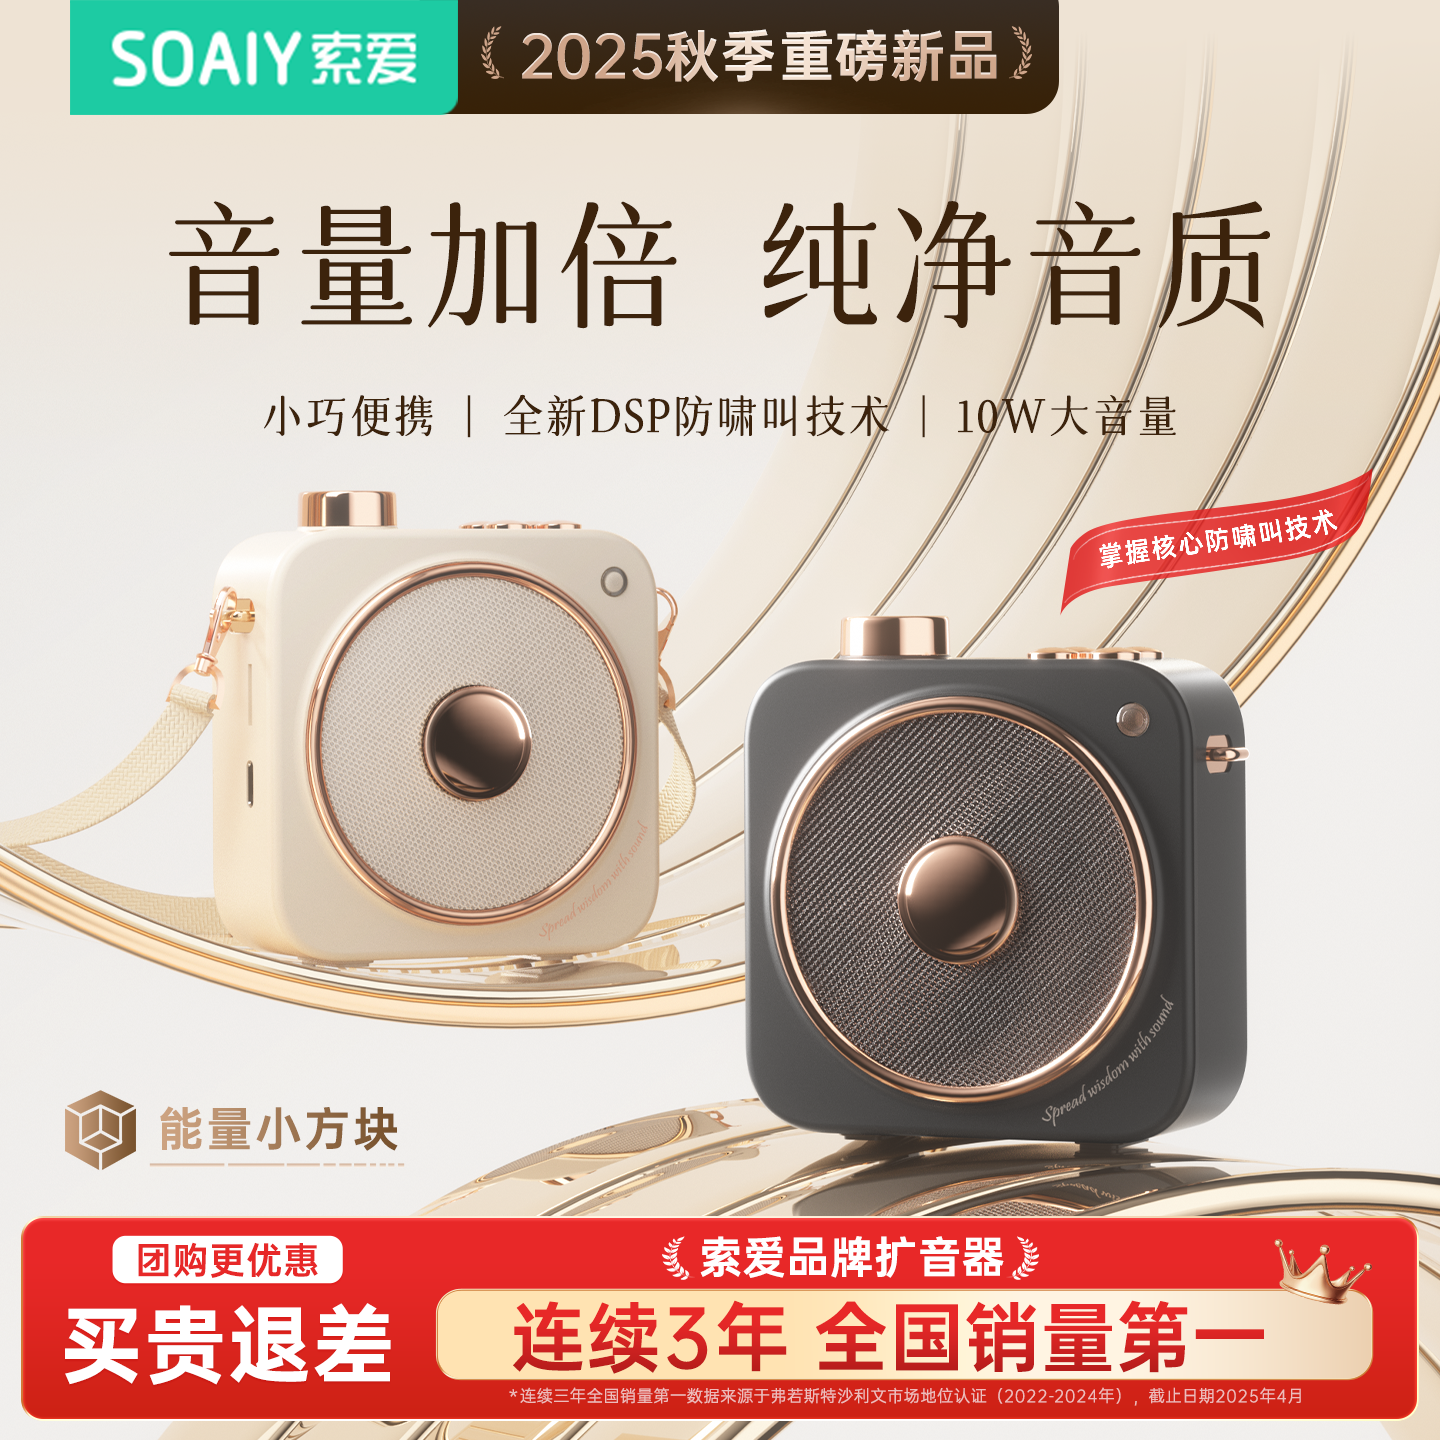 SOAIY索爱
2025秋季重磅新品
音量加倍 纯净音质
小巧便携 | 全新DSP防啸叫技术 | 10W大音量
掌握核心防啸叫技术
Spread wisdom with sound
Spread wisdom with sound
能量小方块
团购更优惠
买贵退差
索爱品牌扩音器
连续3年 全国销量第一
*连续三年全国销量第一数据来源于弗若斯特沙利文市场地位认证（2022-2024年），截止日期2025年4月